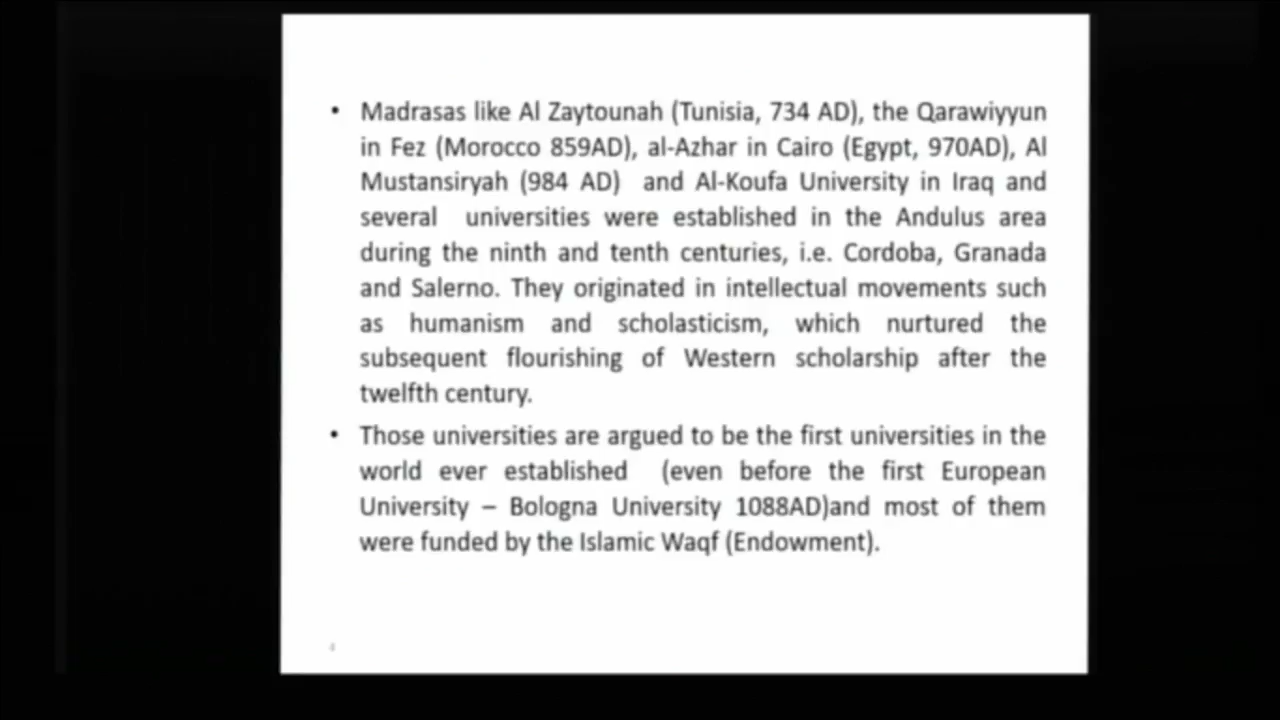 • Madrasas like Al Zaytounah (Tunisia, 734 AD), the Qarawiyyun
in Fez (Morocco 859AD), al-Azhar in Cairo (Egypt, 970AD), Al
Mustansiryah (984 AD) and Al-Koufa University in Iraq and
several universities were established in the Andulus area
during the ninth and tenth centuries, i.e. Cordoba, Granada
and Salerno. They originated in intellectual movements such
as humanism and scholasticism, which nurtured the
subsequent flourishing of Western scholarship after the
twelfth century.
• Those universities are argued to be the first universities in the
world ever established (even before the first European
University – Bologna University 1088AD)and most of them
were funded by the Islamic Waqf (Endowment).